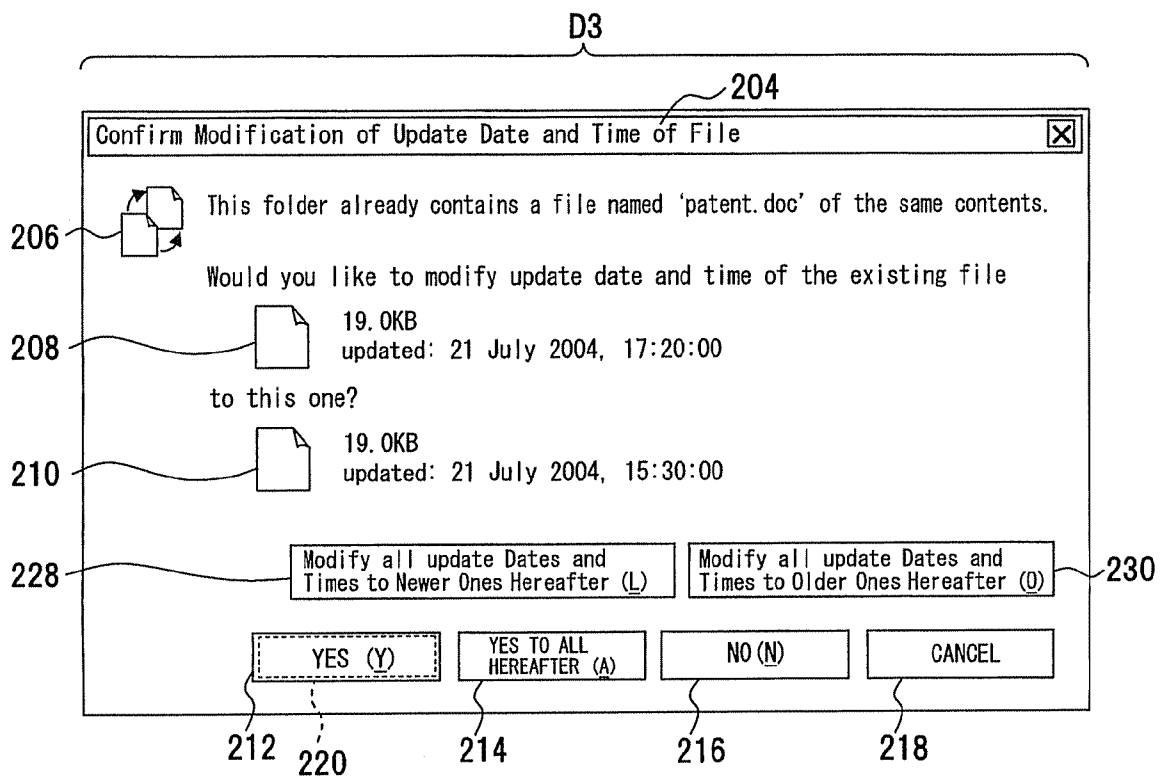 D3
204
Confirm Modification of Update Date and Time of File
206
This folder already contains a file named ‘patent.doc’ of the same contents.
Would you like to modify update date and time of the existing file
208
19.0KB
updated: 21 July 2004, 17:20:00
to this one?
210
19.0KB
updated: 21 July 2004, 15:30:00
228
Modify all update Dates and
Times to Newer Ones Hereafter (L)
Modify all update Dates and
Times to Older Ones Hereafter (O)
230
YES (Y)
YES TO ALL
HEREAFTER (A)
NO(N)
CANCEL
212
220
214
216
218